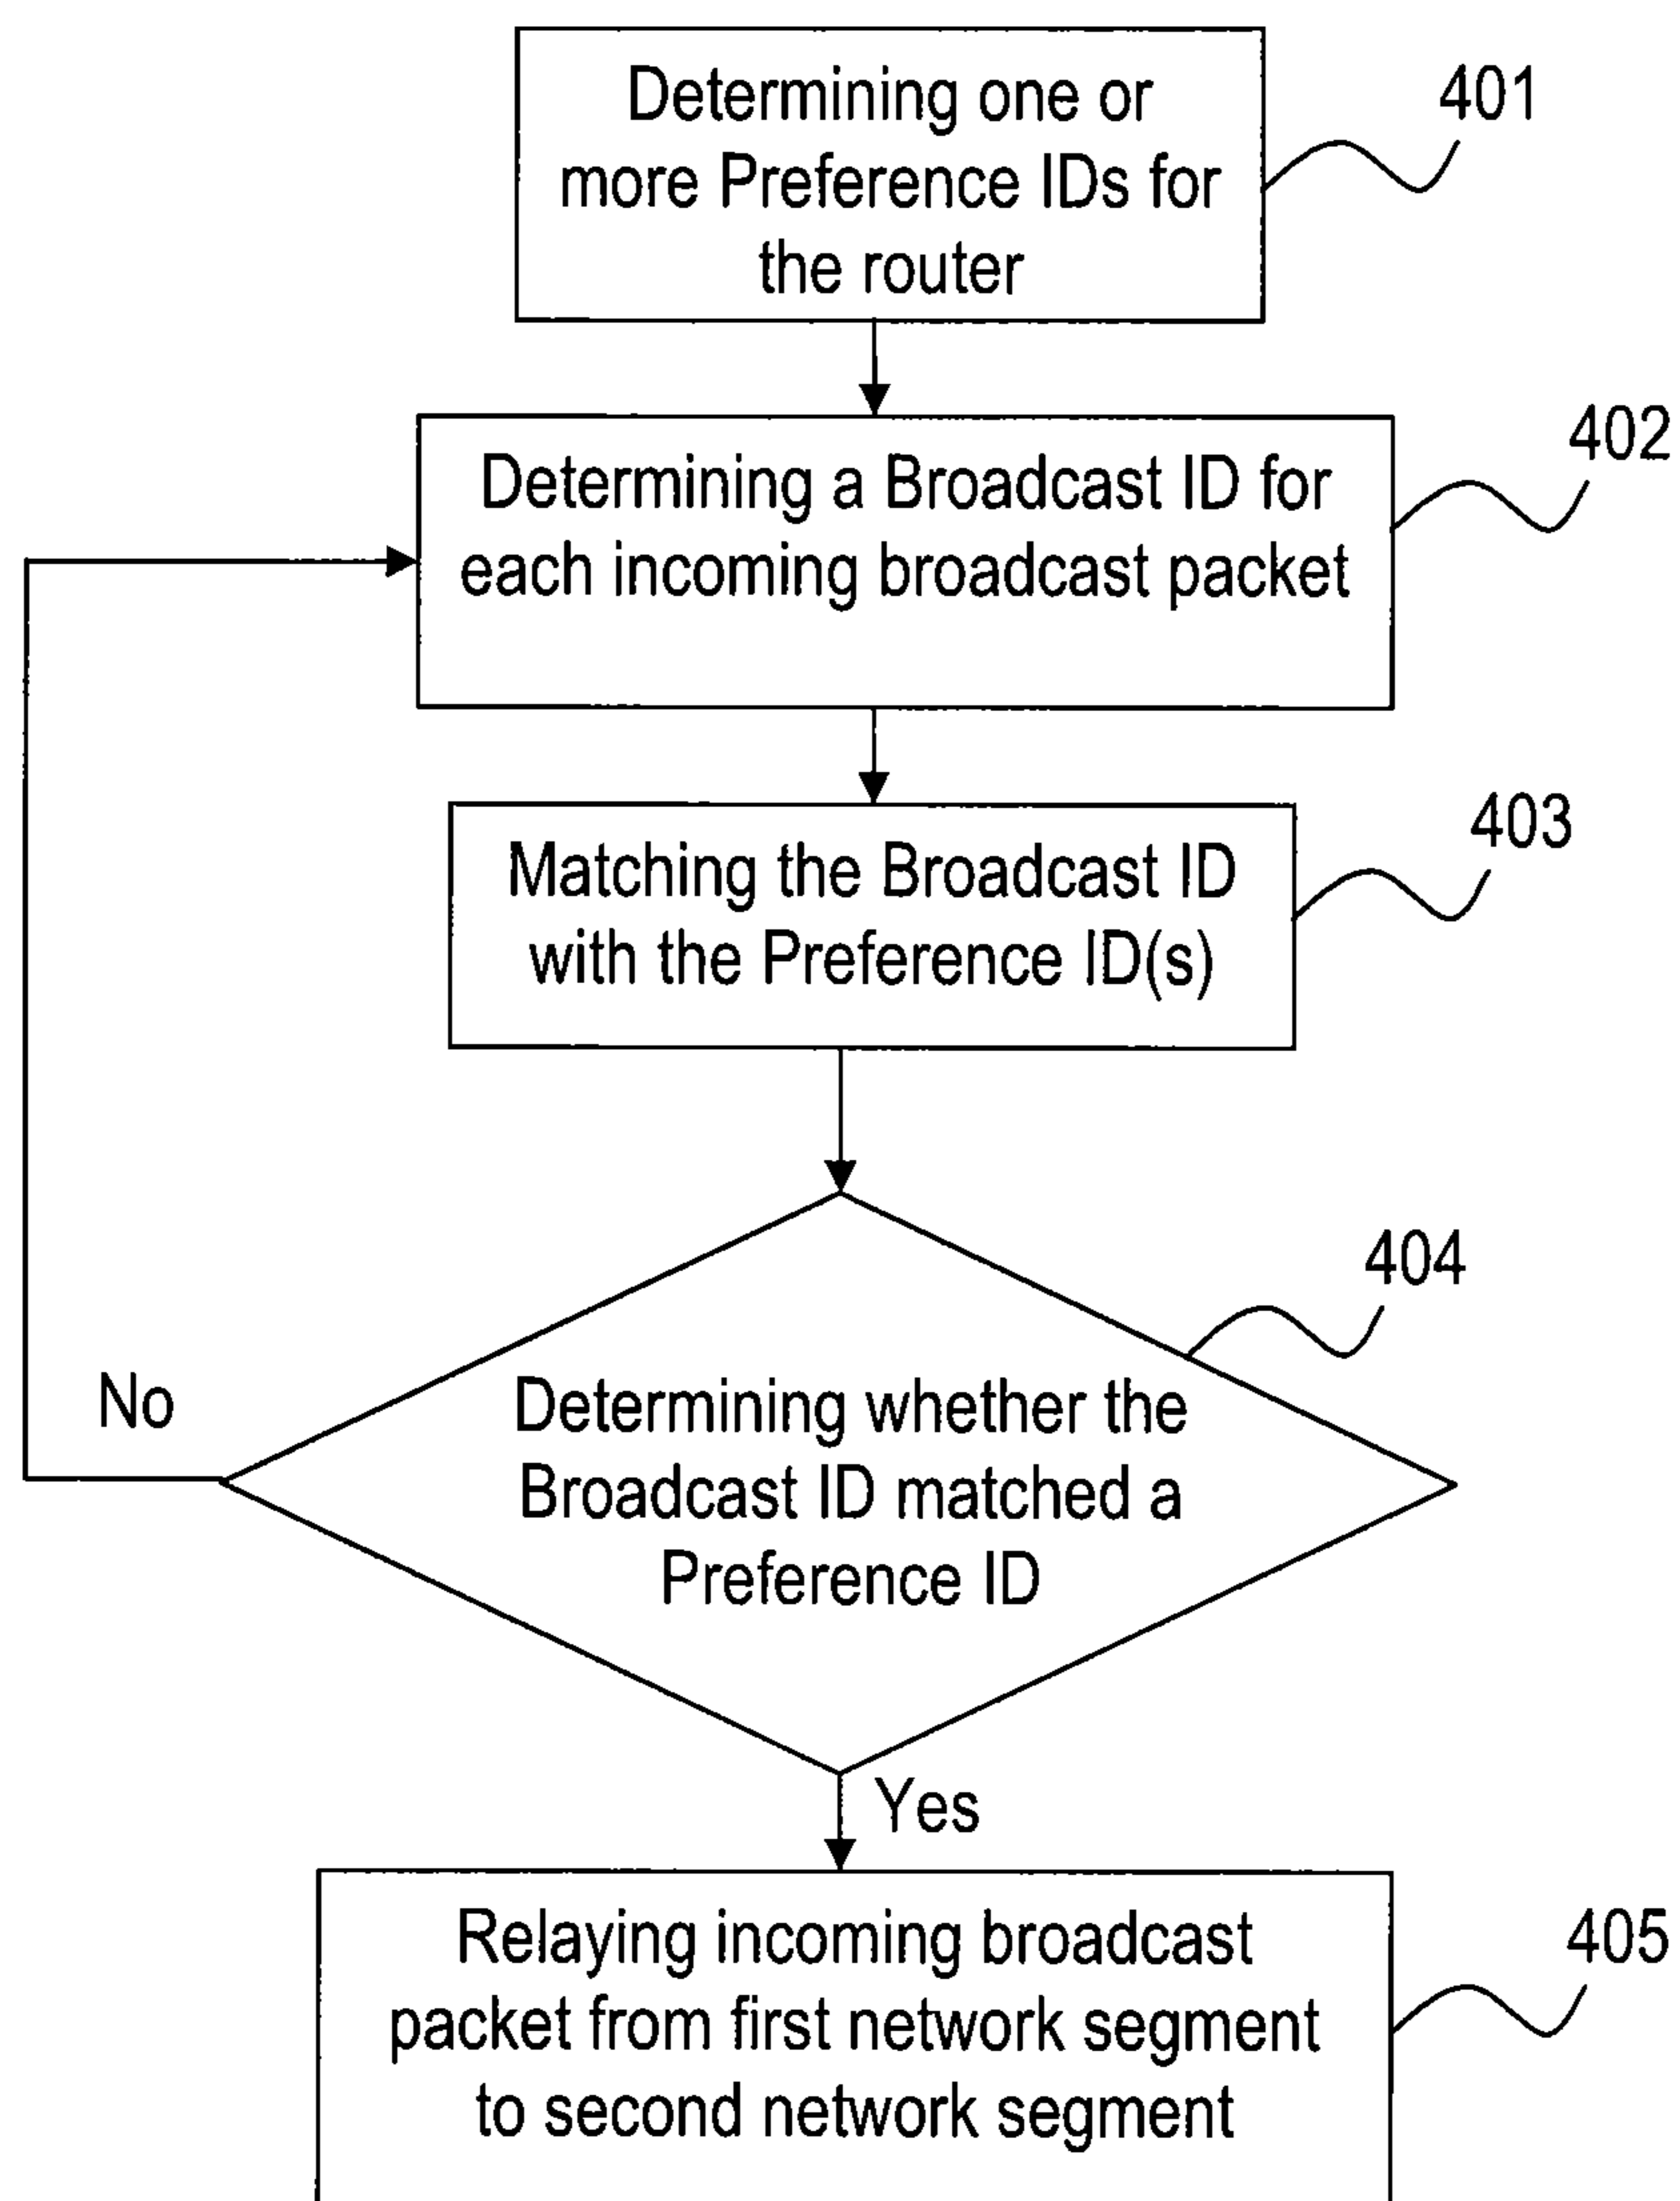 Determining one or
more Preference IDs for
the router
401
Determining a Broadcast ID for
each incoming broadcast packet
402
Matching the Broadcast ID
with the Preference ID(s)
403
Determining whether the
Broadcast ID matched a
Preference ID
404
No
Yes
Relaying incoming broadcast
packet from first network segment
to second network segment
405